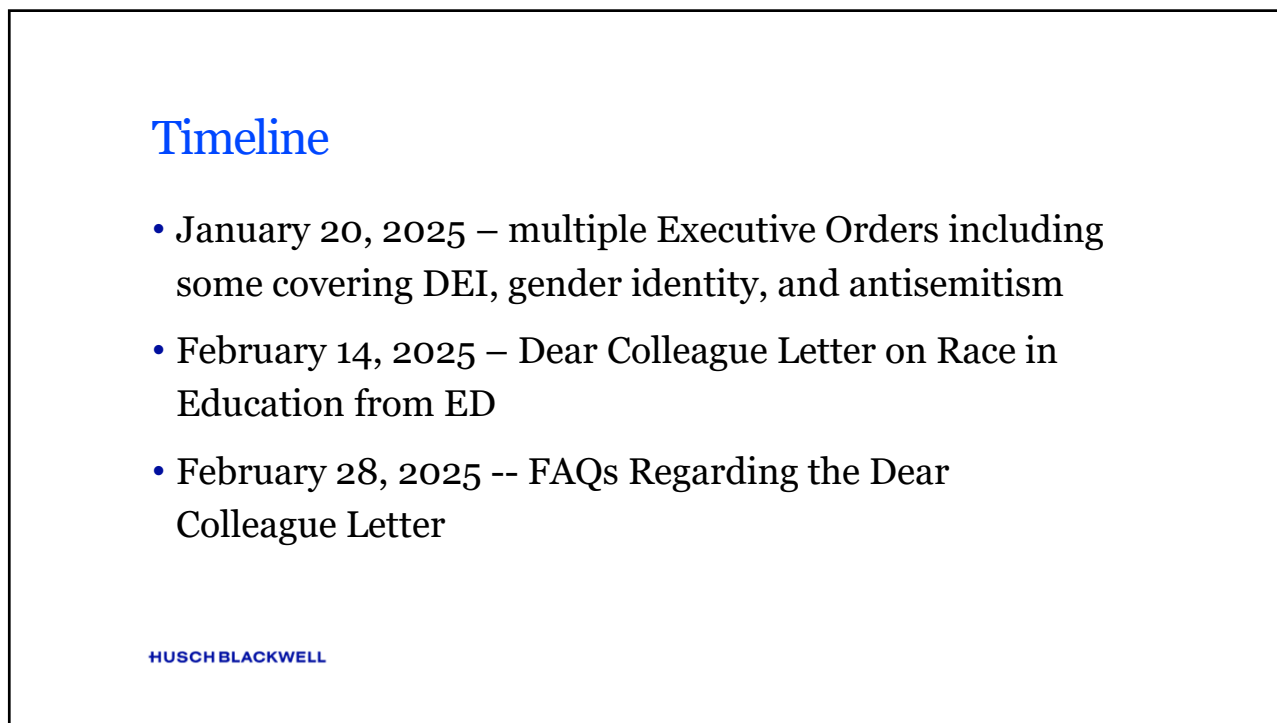 Timeline
• January 20, 2025 – multiple Executive Orders including
some covering DEI, gender identity, and antisemitism
• February 14, 2025 – Dear Colleague Letter on Race in
Education from ED
• February 28, 2025 -- FAQs Regarding the Dear
Colleague Letter
HUSCH BLACKWELL